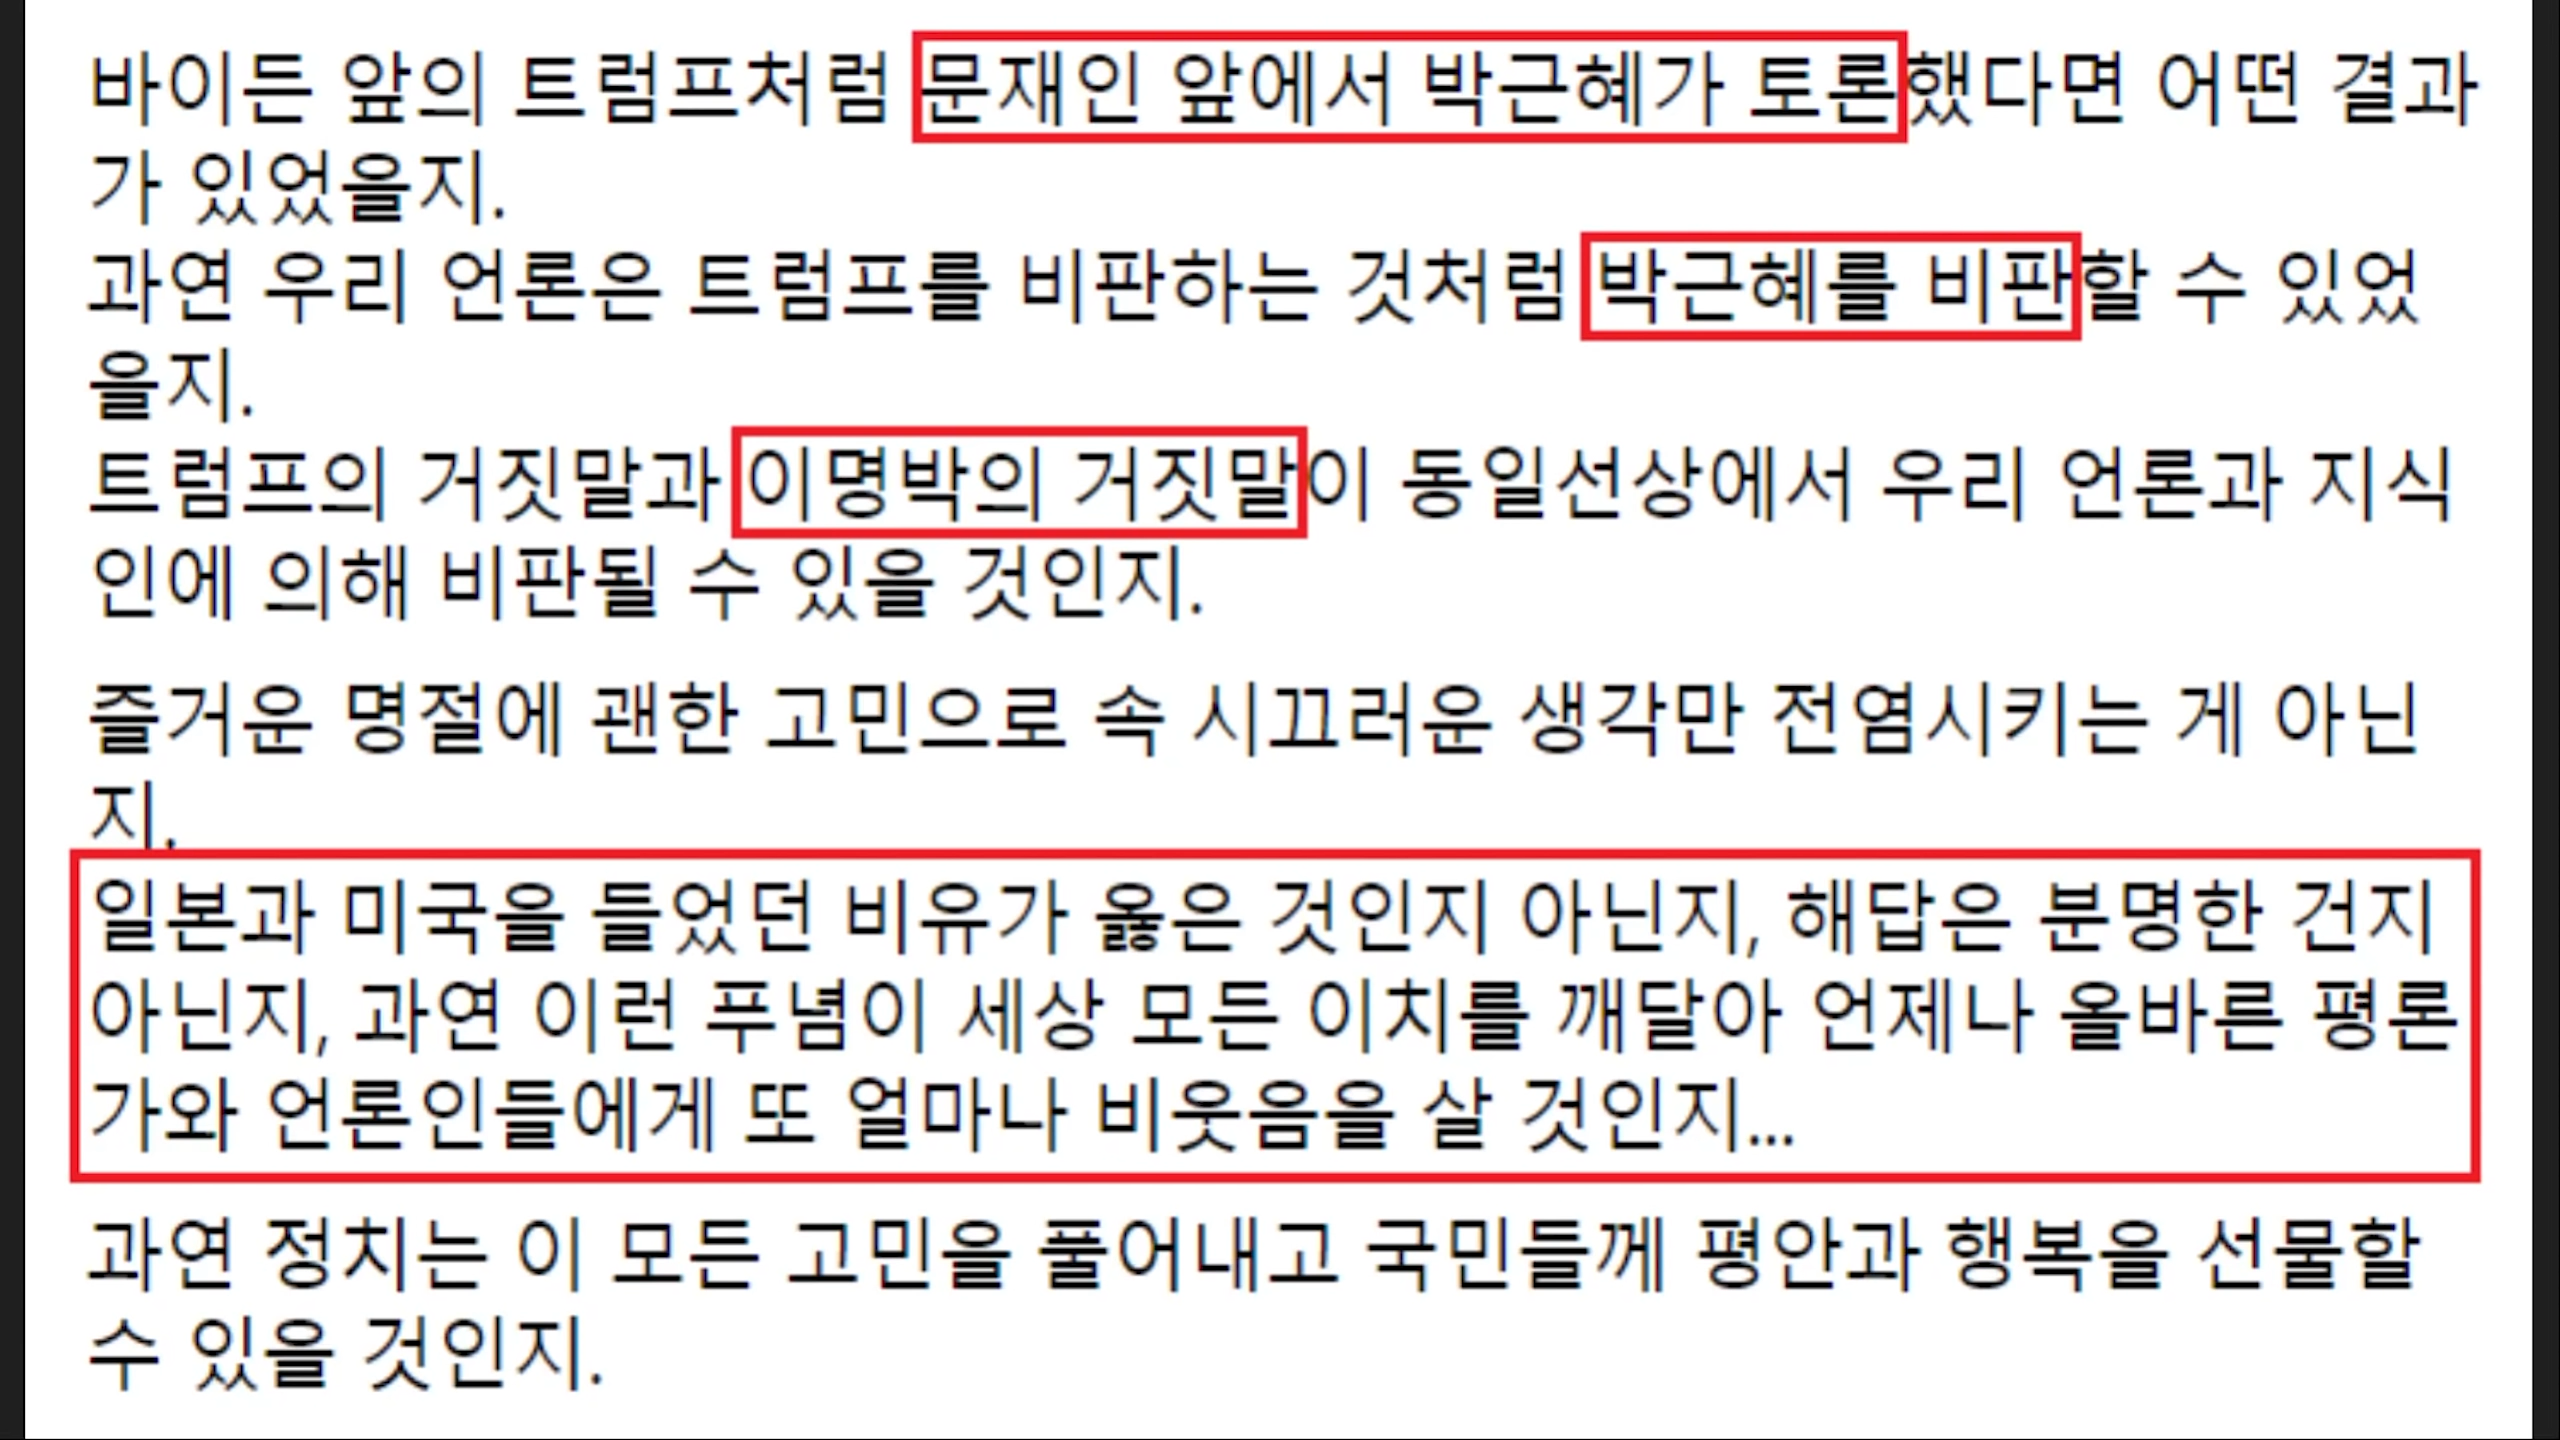 바이든 앞의 트럼프처럼 문재인 앞에서 박근혜가 토론했다면 어떤 결과
가 있었을지.
과연 우리 언론은 트럼프를 비판하는 것처럼 박근혜를 비판할 수 있었
을지.
트럼프의 거짓말과 이명박의 거짓말이 동일선상에서 우리 언론과 지식
인에 의해 비판될 수 있을 것인지.
즐거운 명절에 괜한 고민으로 속 시끄러운 생각만 전염시키는 게 아닌
지.
일본과 미국을 들었던 비유가 옳은 것인지 아닌지, 해답은 분명한 건지
아닌지, 과연 이런 푸념이 세상 모든 이치를 깨달아 언제나 올바른 평론
가와 언론인들에게 또 얼마나 비웃음을 살 것인지...
과연 정치는 이 모든 고민을 풀어내고 국민들께 평안과 행복을 선물할
수 있을 것인지.